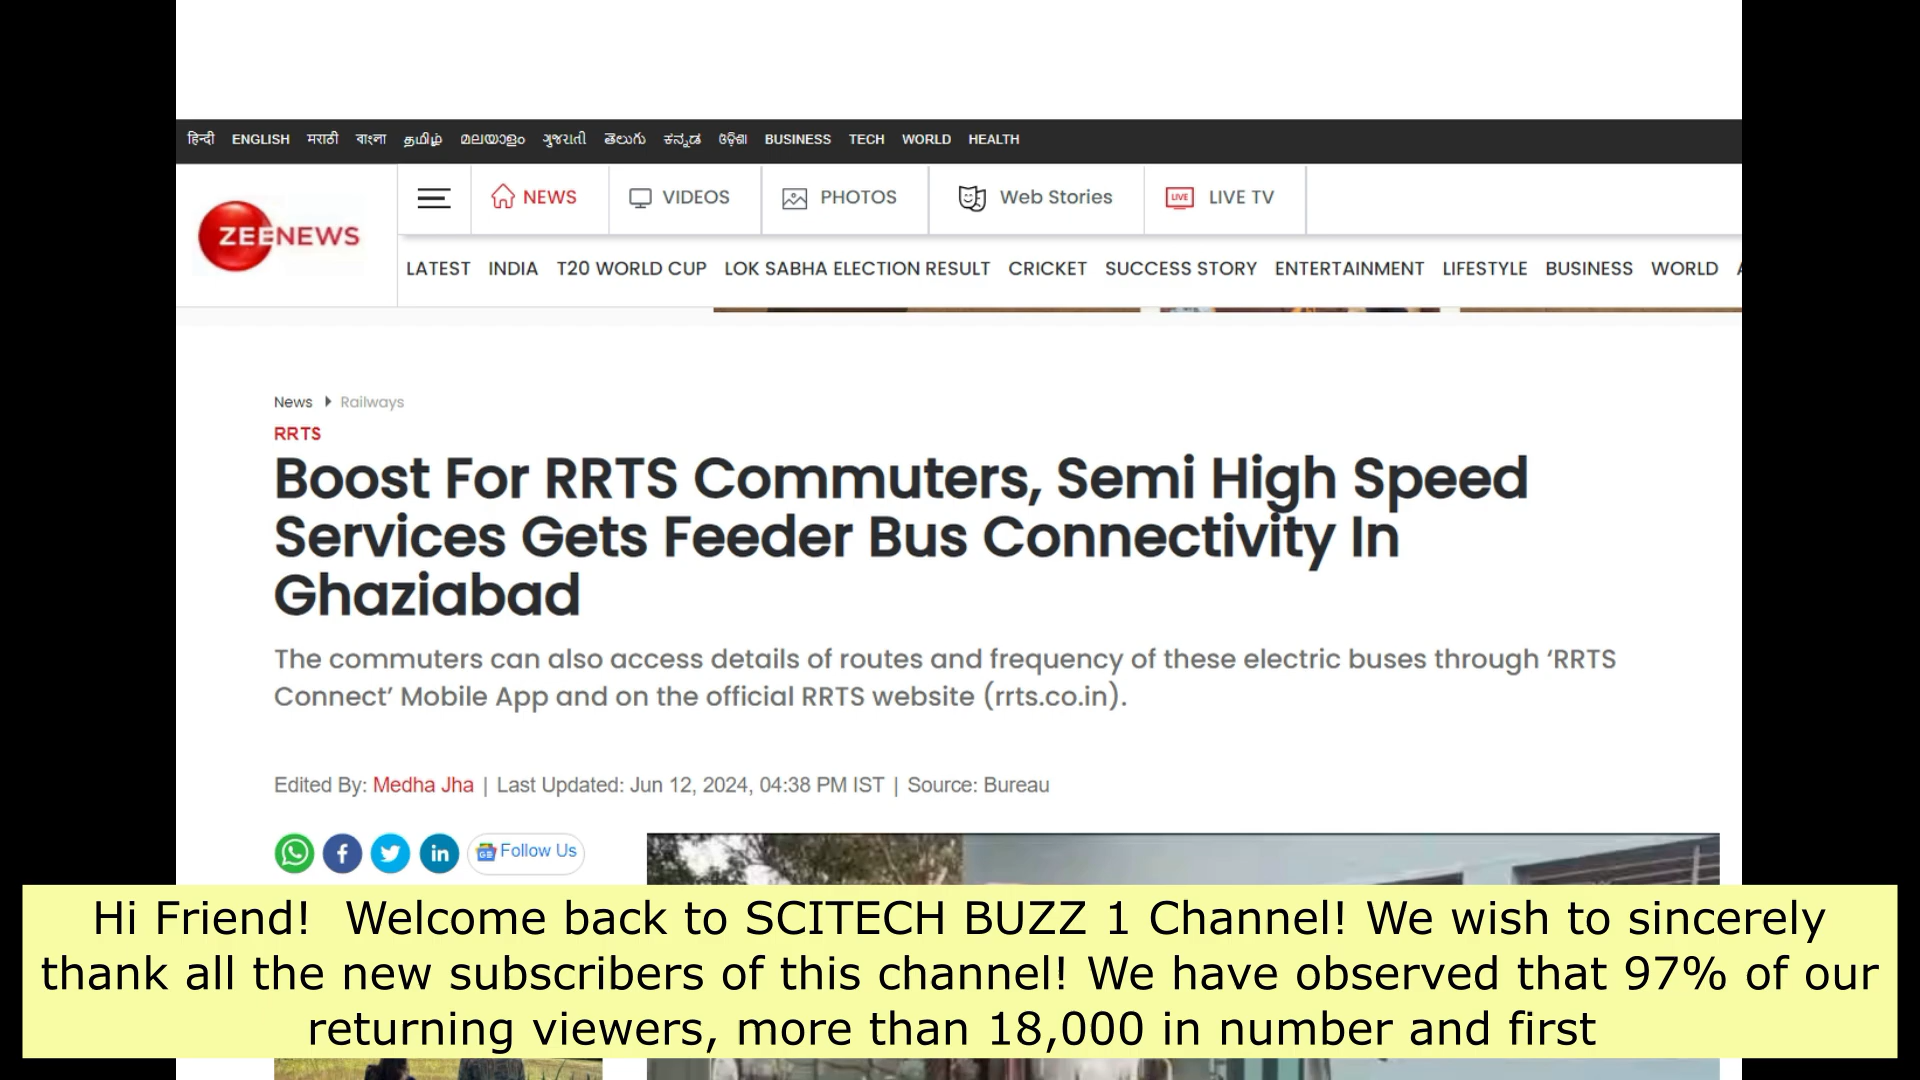 हिन्दी ENGLISH मराठी বাংলা தமிழ் മലയാളം ગુજરાતી తెలుగు ಕನ್ನಡ ଓଡ଼ିଶା BUSINESS TECH WORLD HEALTH
ZEENEWS
NEWS VIDEOS PHOTOS Web Stories LIVE LIVE TV
LATEST INDIA T20 WORLD CUP LOK SABHA ELECTION RESULT CRICKET SUCCESS STORY ENTERTAINMENT LIFESTYLE BUSINESS WORLD
News Railways
RRTS
Boost For RRTS Commuters, Semi High Speed
Services Gets Feeder Bus Connectivity In
Ghaziabad
The commuters can also access details of routes and frequency of these electric buses through ‘RRTS
Connect’ Mobile App and on the official RRTS website (rrts.co.in).
Edited By: Medha Jha | Last Updated: Jun 12, 2024, 04:38 PM IST | Source: Bureau
Follow Us
Hi Friend! Welcome back to SCITECH BUZZ 1 Channel! We wish to sincerely
thank all the new subscribers of this channel! We have observed that 97% of our
returning viewers, more than 18,000 in number and first